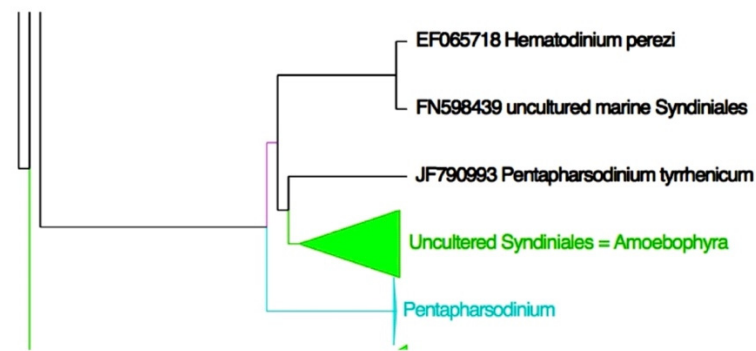 EF065718 Hematodinium perezi
FN598439 uncultured marine Syndiniales
JF790993 Pentapharsodinium tyrrhenicum
Uncultered Syndiniales = Amoebophyra
Pentapharsodinium